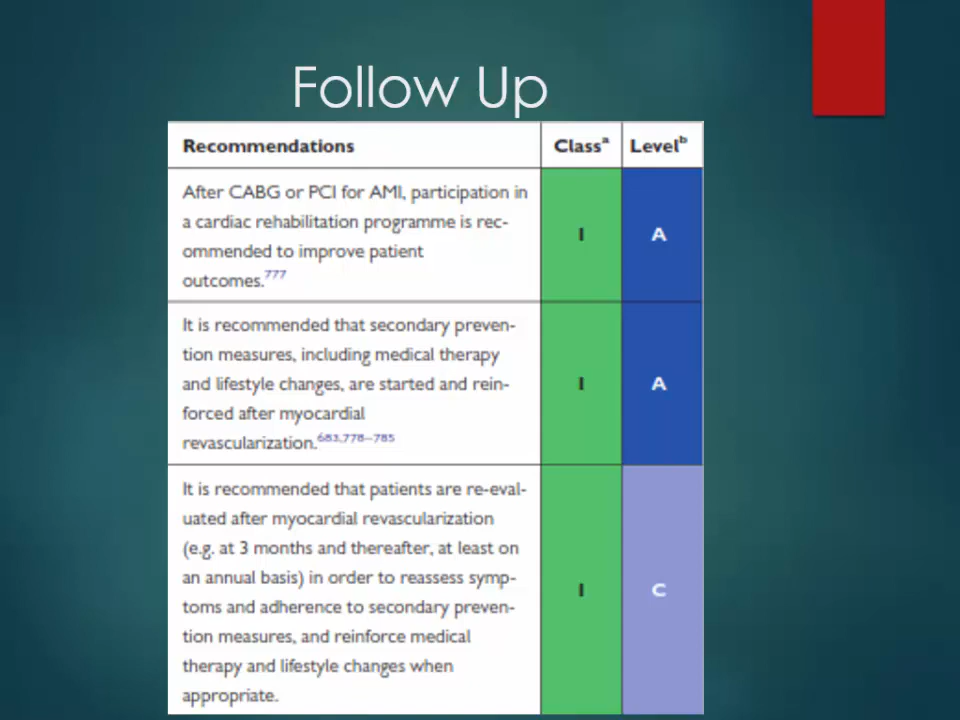 Follow Up
Recommendations Classᵃ Levelᵇ
After CABG or PCI for AMI, participation in
a cardiac rehabilitation programme is rec-
ommended to improve patient
outcomes.⁷⁷⁷
I A
It is recommended that secondary preven-
tion measures, including medical therapy
and lifestyle changes, are started and rein-
forced after myocardial
revascularization.⁶⁸³,⁷⁷⁸–⁷⁸⁵
I A
It is recommended that patients are re-eval-
uated after myocardial revascularization
(e.g. at 3 months and thereafter, at least on
an annual basis) in order to reassess symp-
toms and adherence to secondary preven-
tion measures, and reinforce medical
therapy and lifestyle changes when
appropriate.
I C